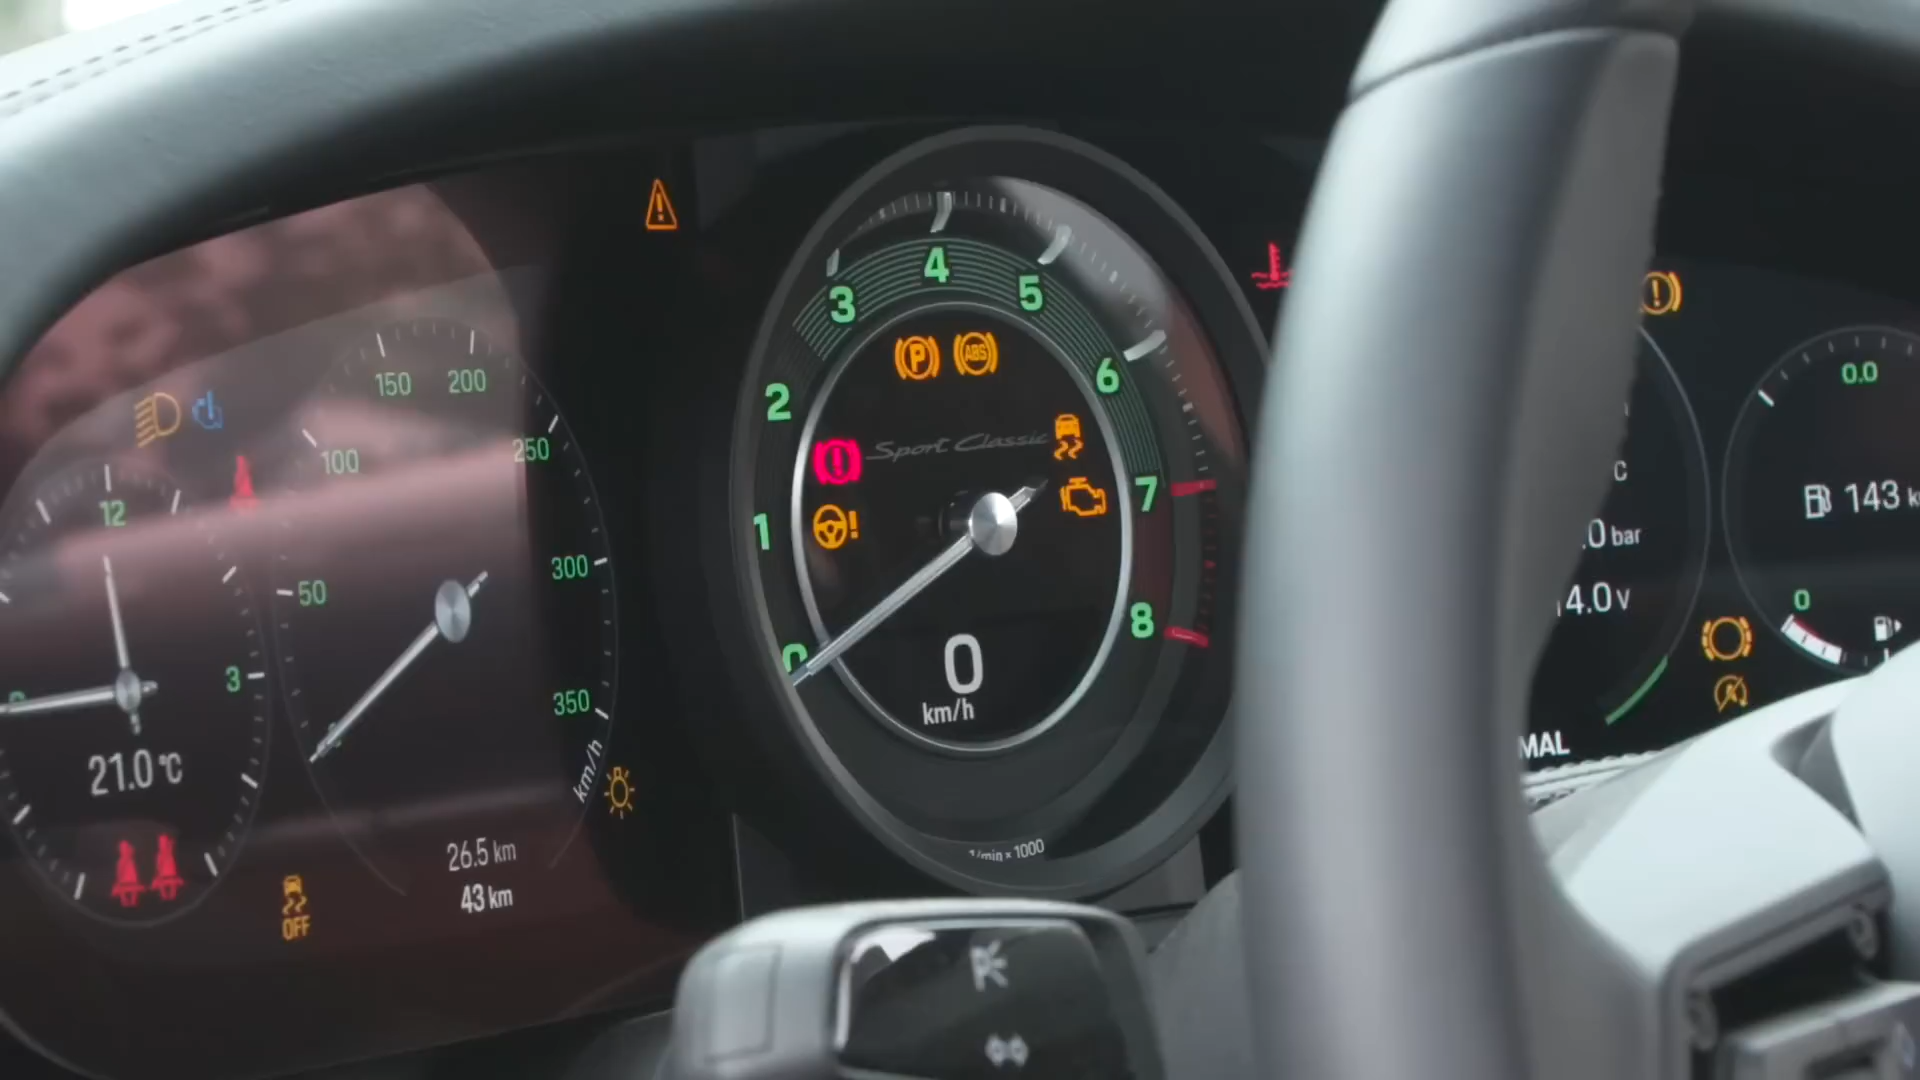 12
3
21.0 °C
OFF
50
100
150
200
250
300
350
km/h
26.5 km
43 km
0
1
2
3
4
5
6
7
8
P
ABS
Sport Classic
0
km/h
1/min x 1000
bar
4.0 V
0.0
143
0